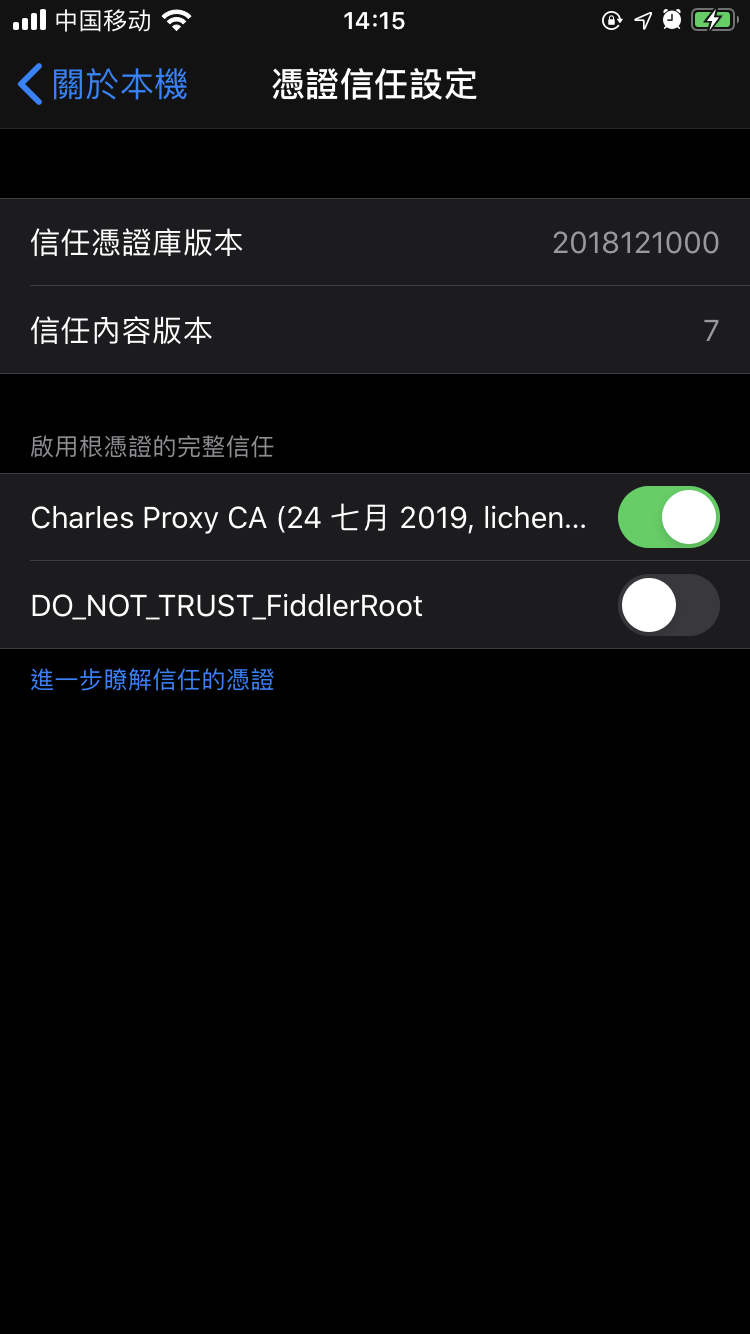 中国移动 14:15
關於本機 憑證信任設定
信任憑證庫版本 2018121000
信任內容版本 7
啟用根憑證的完整信任
Charles Proxy CA (24 七月 2019, lichen...
DO_NOT_TRUST_FiddlerRoot
進一步瞭解信任的憑證